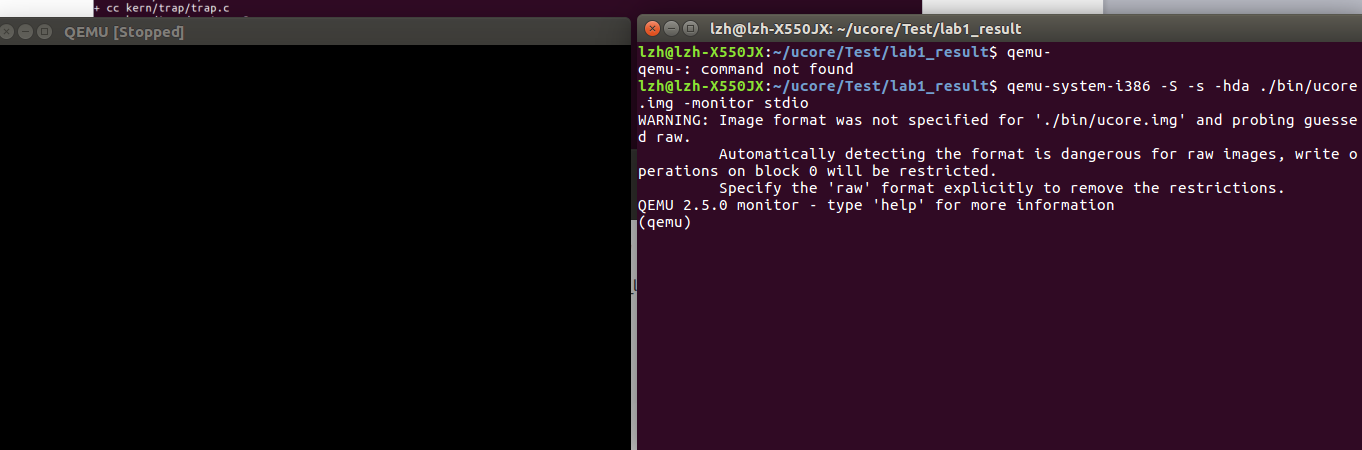 + cc kern/trap/trap.c
QEMU [Stopped]
lzh@lzh-X550JX: ~/ucore/Test/lab1_result
lzh@lzh-X550JX:~/ucore/Test/lab1_result$ qemu-
qemu-: command not found
lzh@lzh-X550JX:~/ucore/Test/lab1_result$ qemu-system-i386 -S -s -hda ./bin/ucore
.img -monitor stdio
WARNING: Image format was not specified for './bin/ucore.img' and probing guesse
d raw.
         Automatically detecting the format is dangerous for raw images, write o
perations on block 0 will be restricted.
         Specify the 'raw' format explicitly to remove the restrictions.
QEMU 2.5.0 monitor - type 'help' for more information
(qemu)